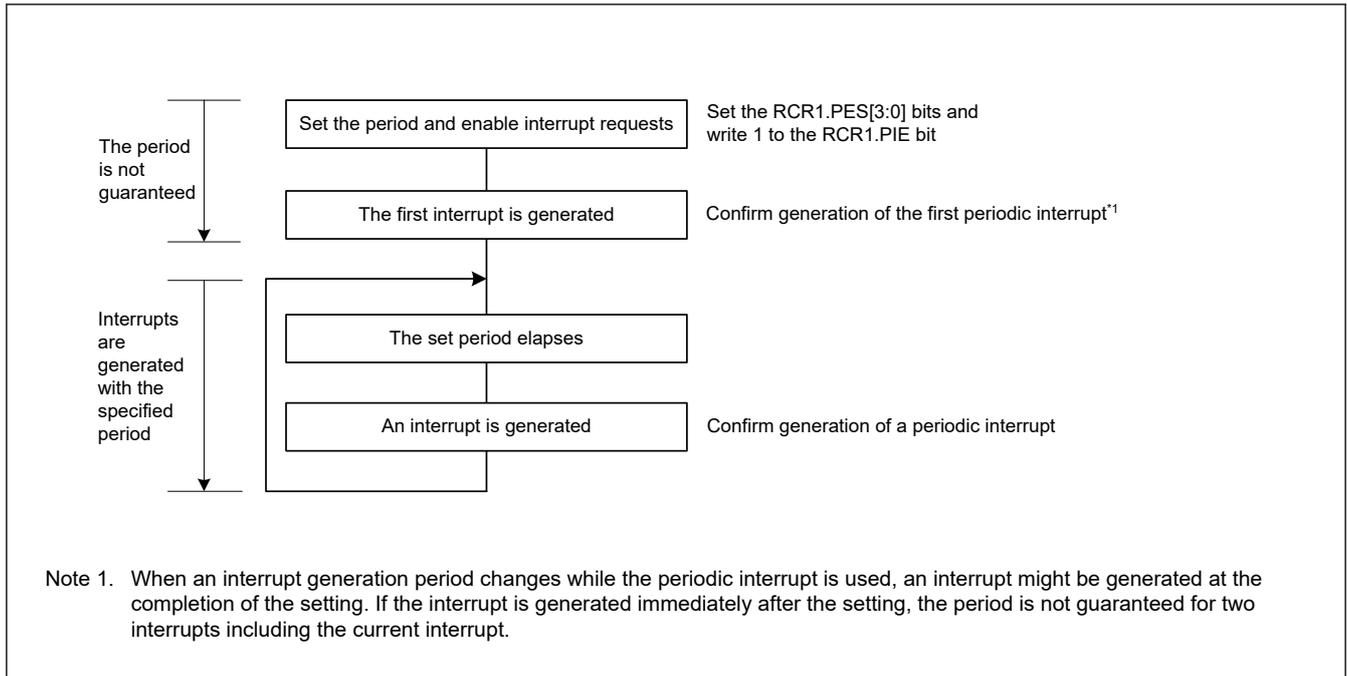 Set the period and enable interrupt requests
Set the RCR1.PES[3:0] bits and
write 1 to the RCR1.PIE bit
The period
is not
guaranteed
The first interrupt is generated
Confirm generation of the first periodic interrupt*1
Interrupts
are
generated
with the
specified
period
The set period elapses
An interrupt is generated
Confirm generation of a periodic interrupt
Note 1. When an interrupt generation period changes while the periodic interrupt is used, an interrupt might be generated at the
completion of the setting. If the interrupt is generated immediately after the setting, the period is not guaranteed for two
interrupts including the current interrupt.